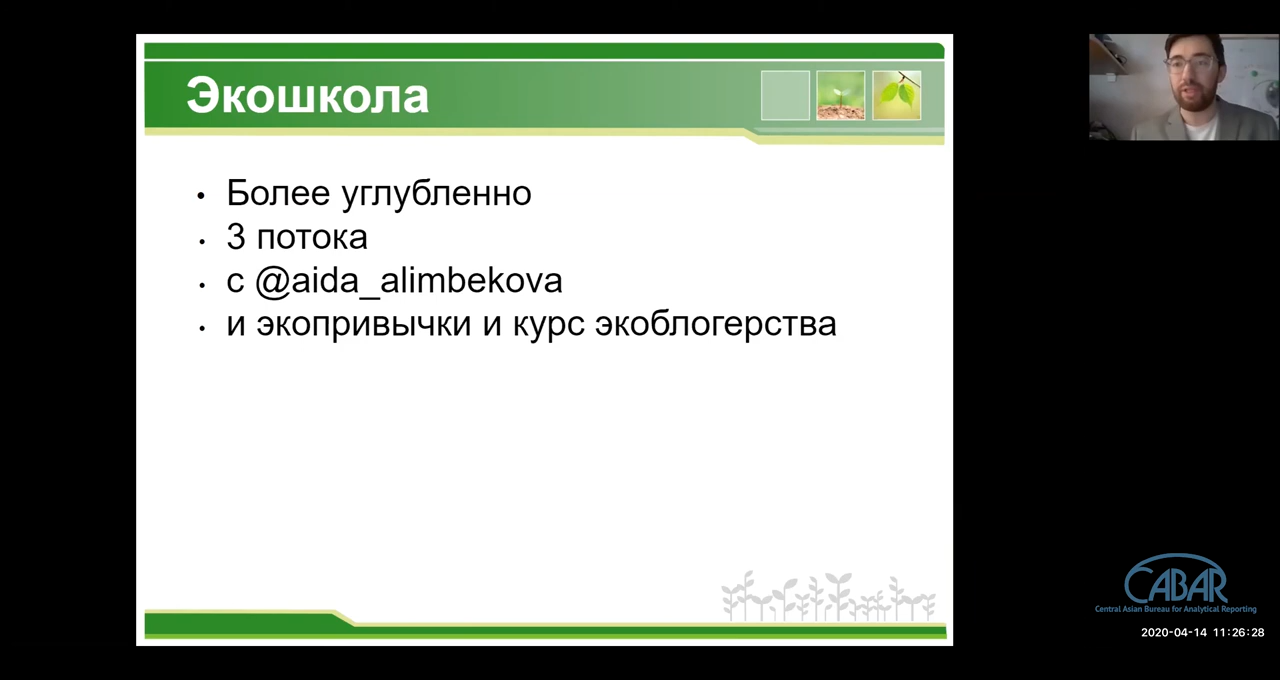 Экошкола
Более углубленно
3 потока
с @aida_alimbekova
и экопривычки и курс экоблогерства
CABAR
Central Asian Bureau for Analytical Reporting
2020-04-14 11:26:28